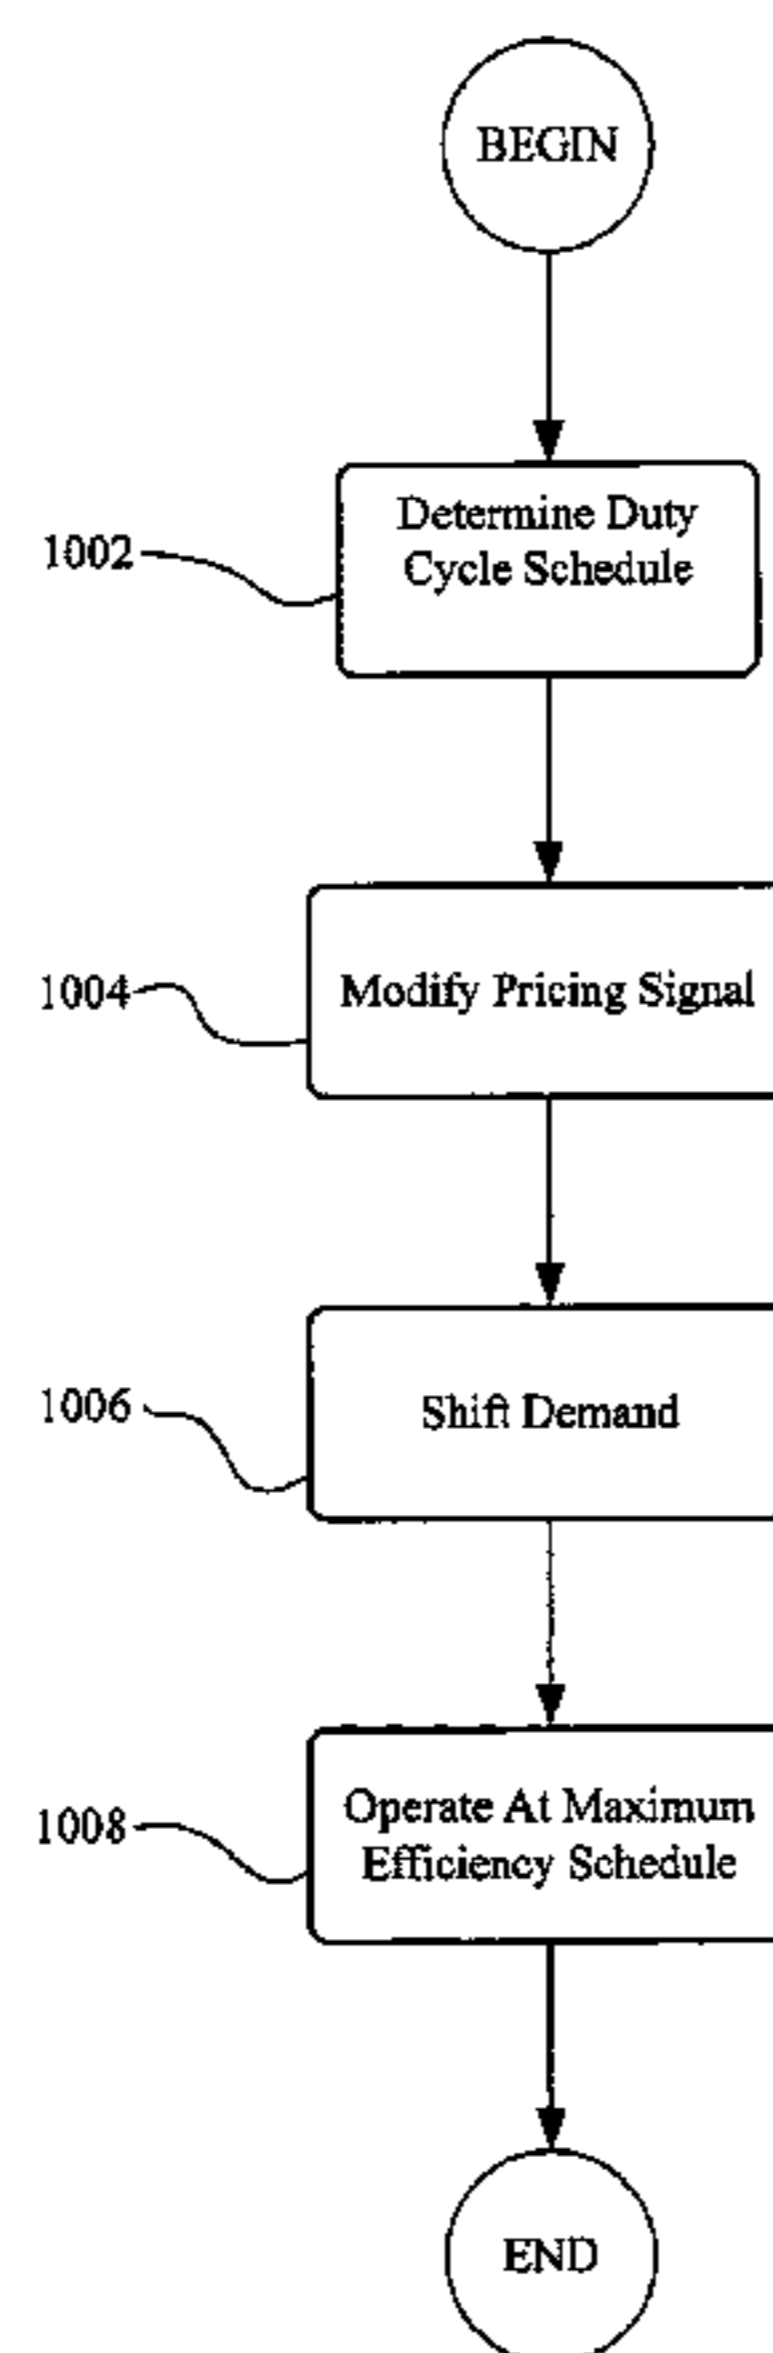 BEGIN
1002
Determine Duty
Cycle Schedule
1004
Modify Pricing Signal
1006
Shift Demand
1008
Operate At Maximum
Efficiency Schedule
END